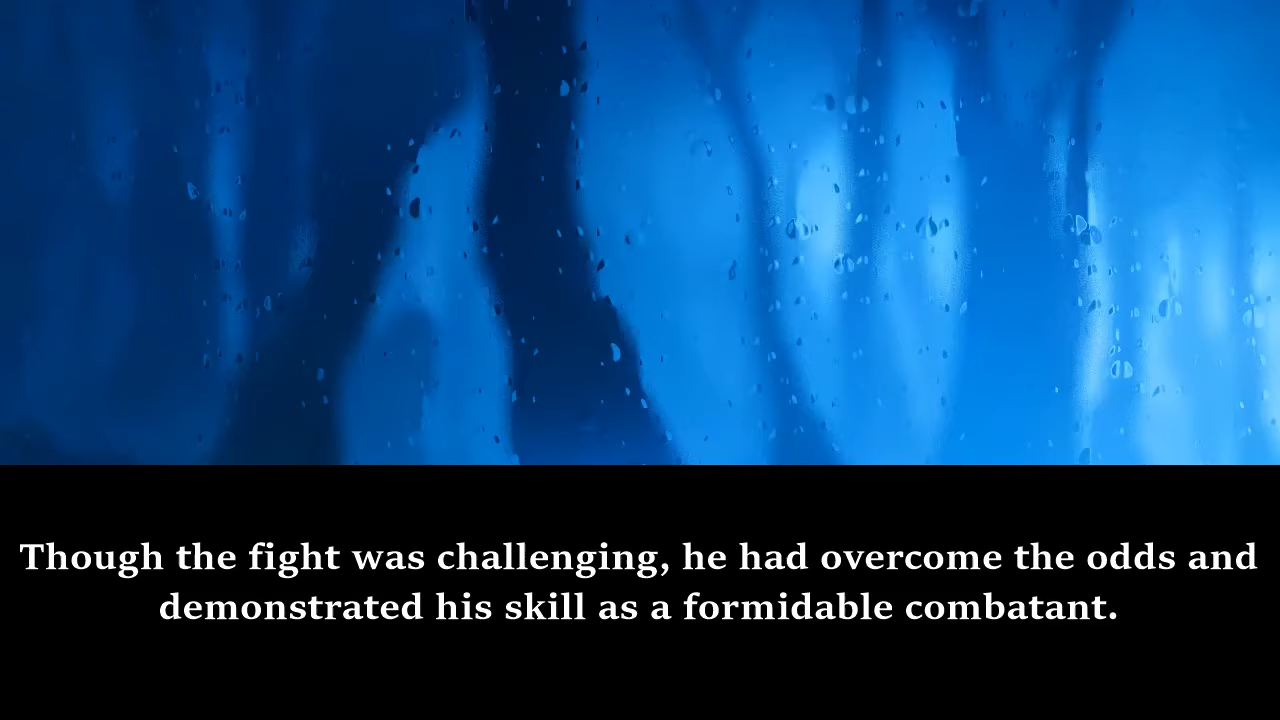 Though the fight was challenging, he had overcome the odds and
demonstrated his skill as a formidable combatant.